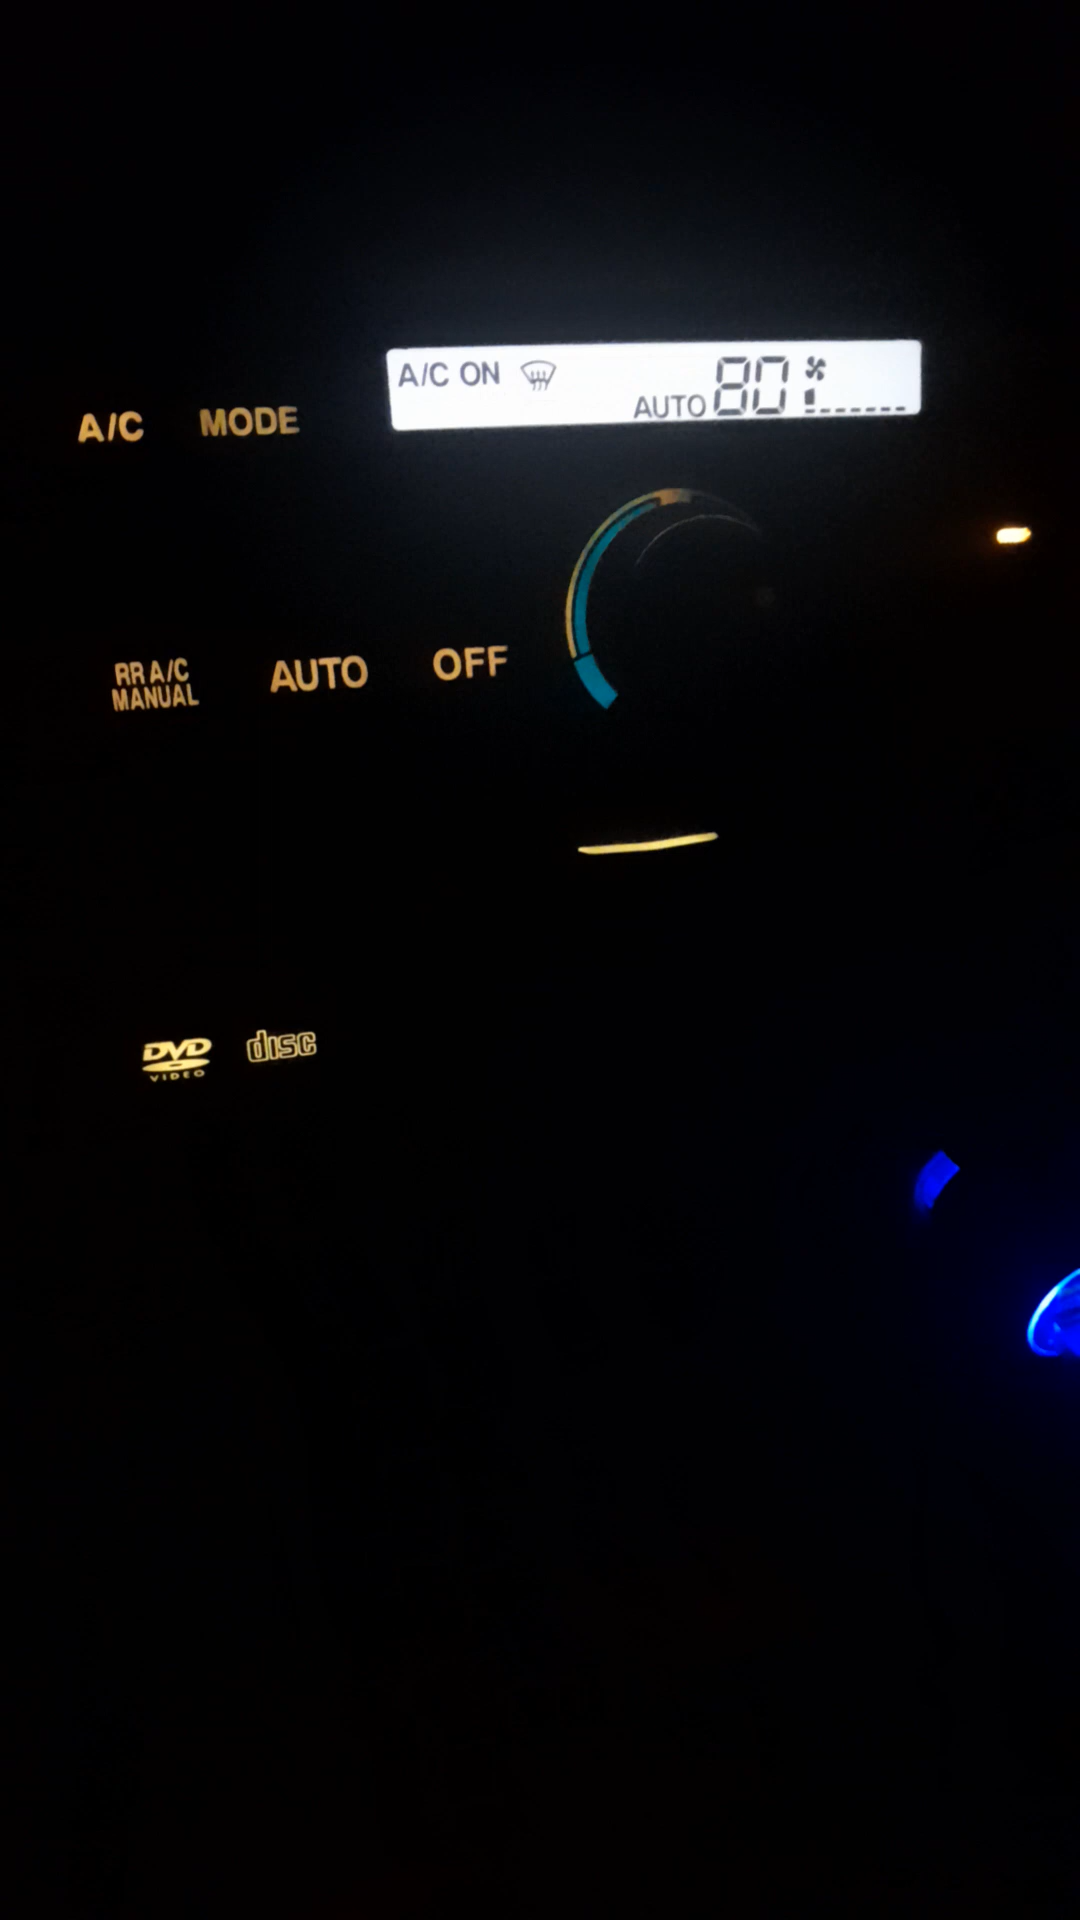 A/C ON
AUTO 80
A/C MODE
RR A/C
MANUAL
AUTO
OFF
DVD
VIDEO
disc